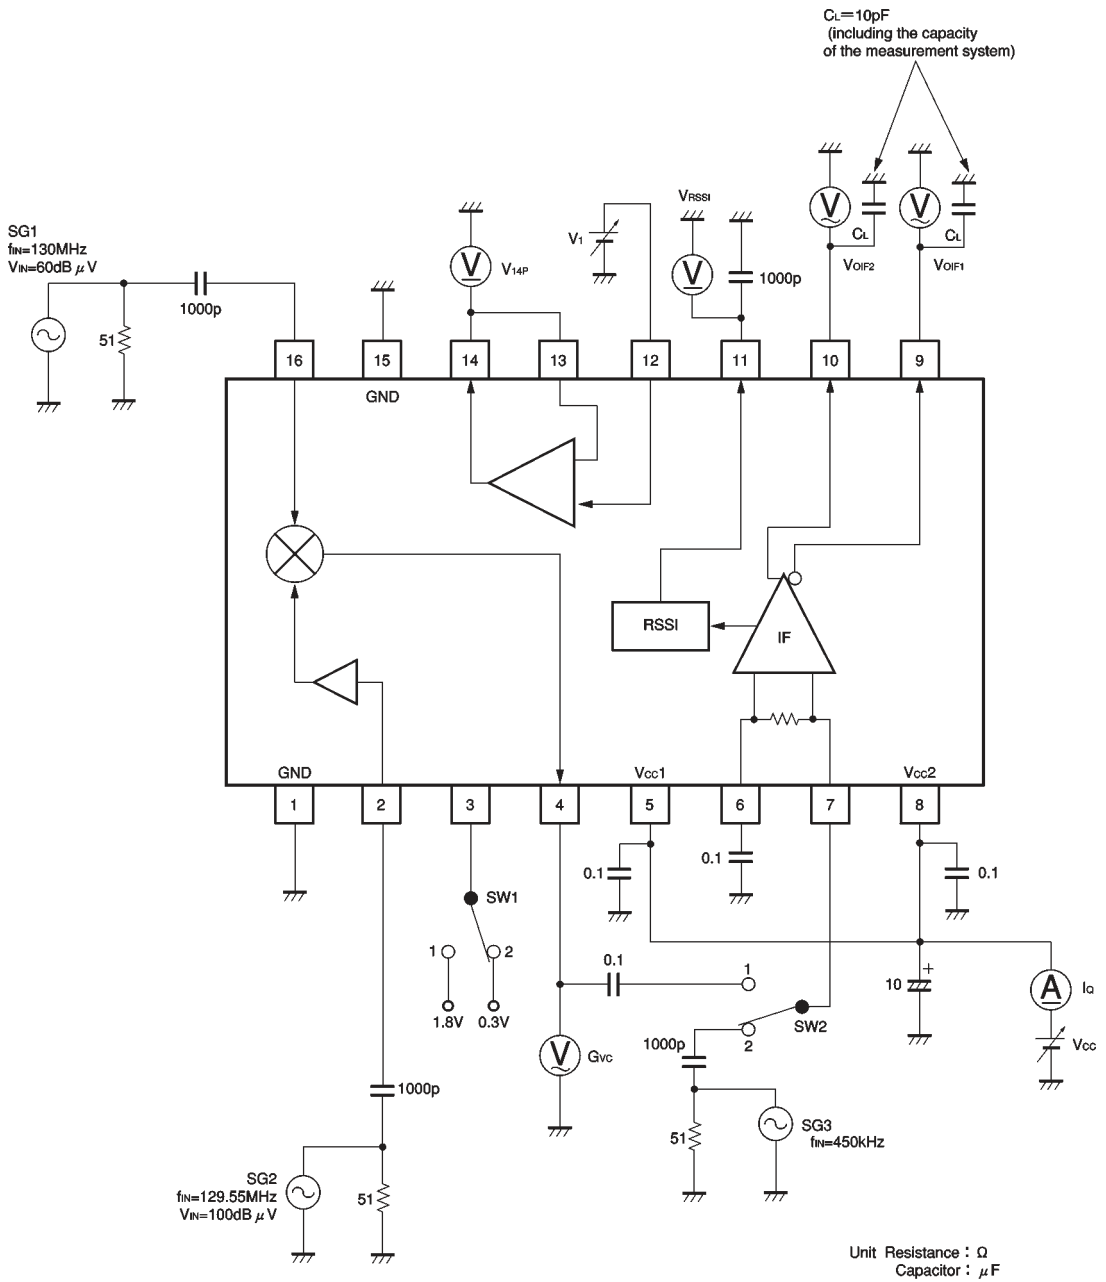 CL=10pF
(including the capacity
of the measurement system)
SG1
fIN=130MHz
VIN=60dB μV
51
1000p
V
V14P
V1
VRSSI
V
1000p
V
CL
VOIF2
V
CL
VOIF1
16
15
14
13
12
11
10
9
GND
RSSI
IF
GND
VCC1
VCC2
1
2
3
4
5
6
7
8
0.1
0.1
0.1
SW1
1
2
1.8V
0.3V
0.1
1
SW2
2
10
+
A
IQ
VCC
V
GVC
1000p
1000p
51
SG3
fIN=450kHz
SG2
fIN=129.55MHz
VIN=100dB μV
51
Unit Resistance : Ω
Capacitor : μF